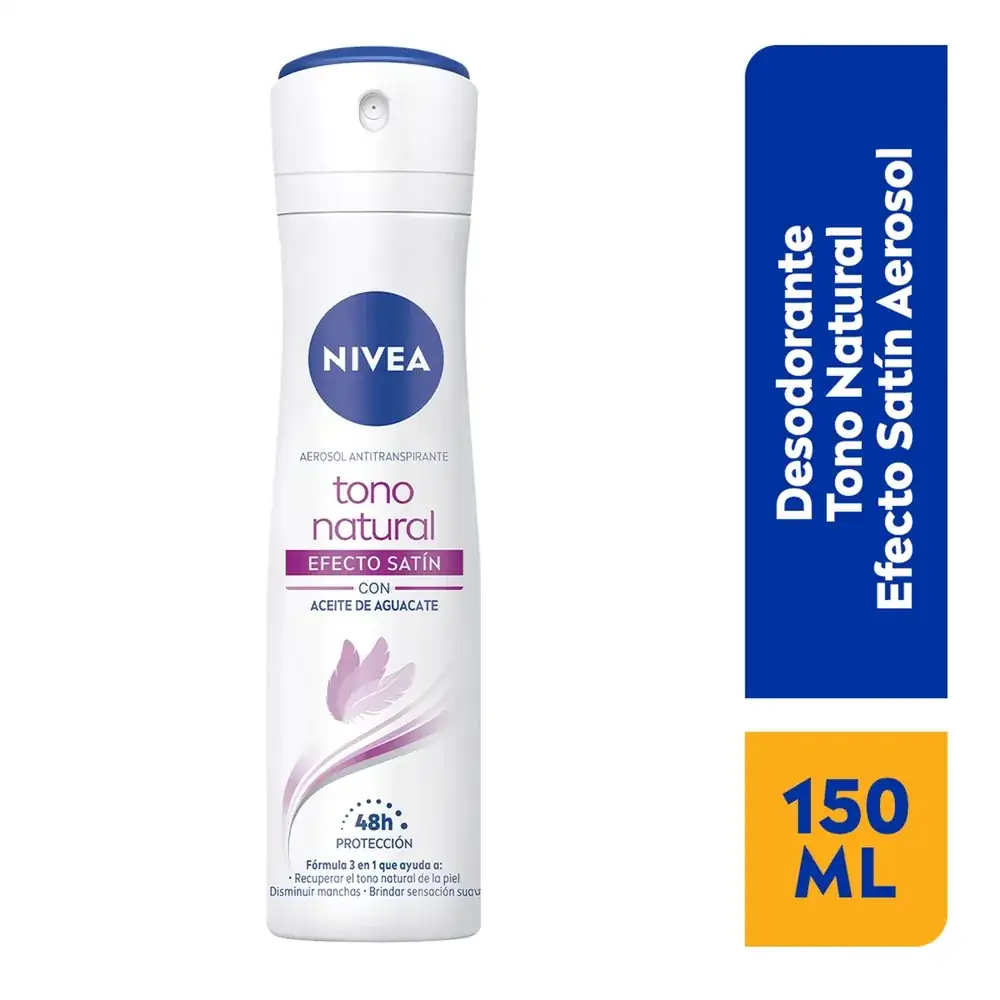 NIVEA
AEROSOL ANTITRANSPIRANTE
tono
natural
EFECTO SATÍN
CON
ACEITE DE AGUACATE
48h
PROTECCIÓN
Fórmula 3 en 1 que ayuda a:
• Recuperar el tono natural de la piel
Disminuir manchas • Brindar sensación suav
Desodorante
Tono Natural
Efecto Satín Aerosol
150
ML